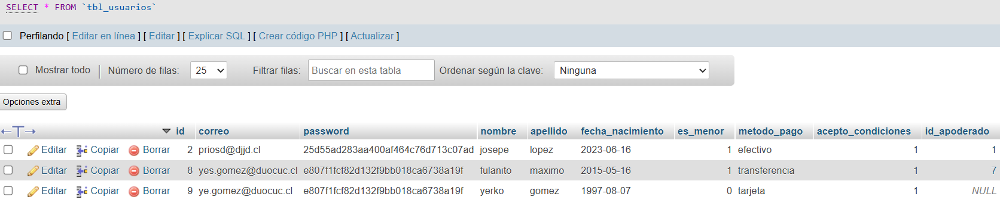 SELECT * FROM `tbl_usuarios`
Perfilando [ Editar en línea ] [ Editar ] [ Explicar SQL ] [ Crear código PHP ] [ Actualizar ]
Mostrar todo Número de filas: 25 Filtrar filas: Buscar en esta tabla Ordenar según la clave: Ninguna
Opciones extra
←T→ id correo password nombre apellido fecha_nacimiento es_menor metodo_pago acepto_condiciones id_apoderado
Editar Copiar Borrar 2 priosd@djjd.cl 25d55ad283aa400af464c76d713c07ad josepe lopez 2023-06-16 1 efectivo 1 1
Editar Copiar Borrar 8 yes.gomez@duocuc.cl e807f1fcf82d132f9bb018ca6738a19f fulanito maximo 2015-05-16 1 transferencia 1 7
Editar Copiar Borrar 9 ye.gomez@duocuc.cl e807f1fcf82d132f9bb018ca6738a19f yerko gomez 1997-08-07 0 tarjeta 1 NULL